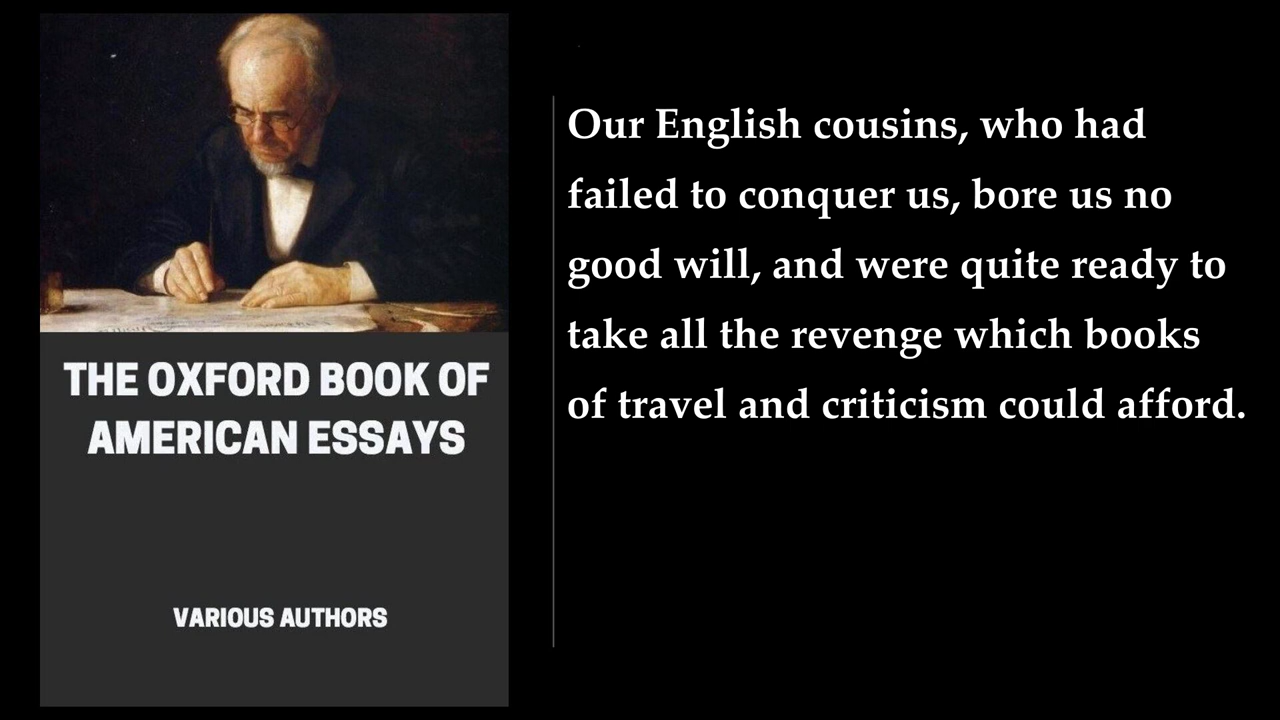 THE OXFORD BOOK OF
AMERICAN ESSAYS
VARIOUS AUTHORS
Our English cousins, who had
failed to conquer us, bore us no
good will, and were quite ready to
take all the revenge which books
of travel and criticism could afford.